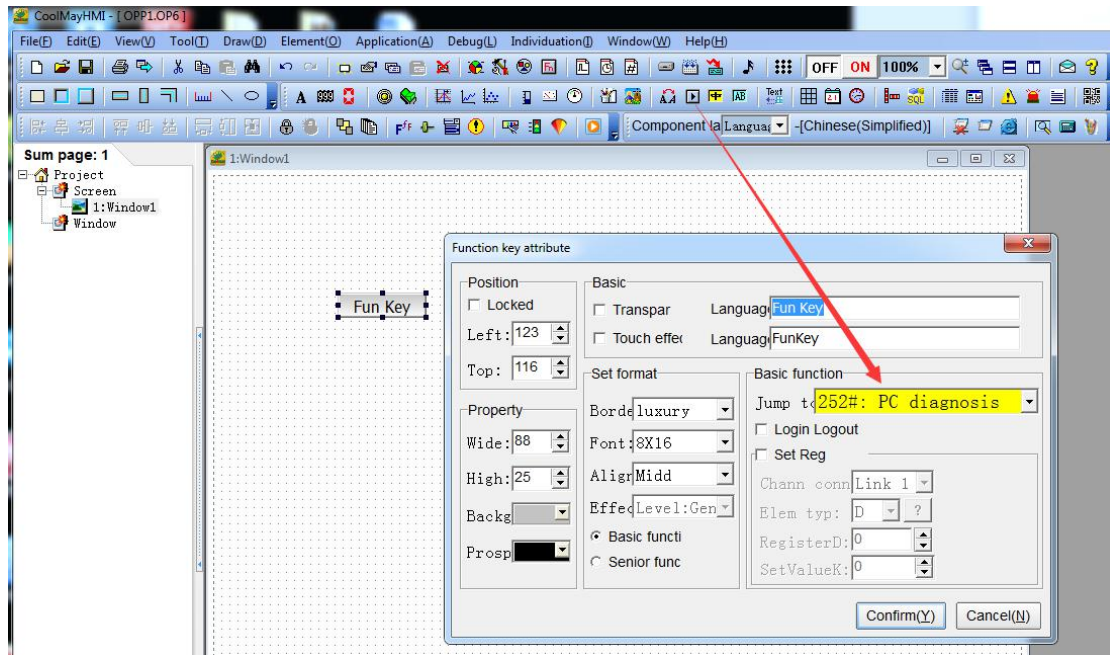 CoolMayHMI - [ OPP1.OP6 ]
File(F) Edit(E) View(V) Tool(T) Draw(D) Element(O) Application(A) Debug(L) Individuation(I) Window(W) Help(H)
OFF ON 100%
A Text
F/F Component la Langua -[Chinese(Simplified)]
Sum page: 1
Project
Screen
1:Window1
Window
1:Window1
Fun Key
Function key attribute
Position
Locked
Left: 123
Top: 116
Property
Wide: 88
High: 25
Backg
Prosp
Basic
Transpar Languag Fun Key
Touch effec Languag FunKey
Set format
Borde luxury
Font: 8X16
Aligr Midd
Effec Level:Gen
Basic functi
Senior func
Basic function
Jump to 252#: PC diagnosis
Login Logout
Set Reg
Chann conn Link 1
Elem typ: D ?
RegisterD: 0
SetValueK: 0
Confirm(Y) Cancel(N)